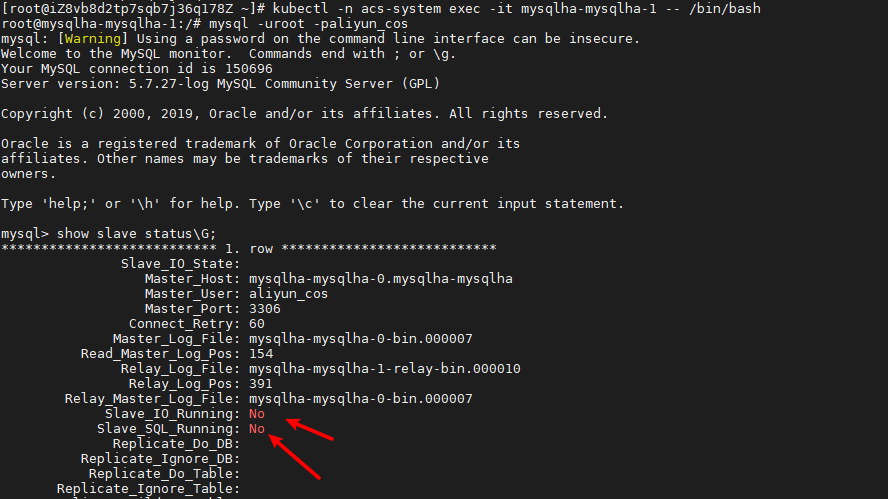 [root@iZ8vb8d2tp7sqb7j36q178Z ~]# kubectl -n acs-system exec -it mysqlha-mysqlha-1 -- /bin/bash
root@mysqlha-mysqlha-1:/# mysql -uroot -paliyun_cos
mysql: [Warning] Using a password on the command line interface can be insecure.
Welcome to the MySQL monitor.  Commands end with ; or \g.
Your MySQL connection id is 150696
Server version: 5.7.27-log MySQL Community Server (GPL)
Copyright (c) 2000, 2019, Oracle and/or its affiliates. All rights reserved.
Oracle is a registered trademark of Oracle Corporation and/or its
affiliates. Other names may be trademarks of their respective
owners.
Type 'help;' or '\h' for help. Type '\c' to clear the current input statement.
mysql> show slave status\G;
*************************** 1. row ***************************
Slave_IO_State:
Master_Host: mysqlha-mysqlha-0.mysqlha-mysqlha
Master_User: aliyun_cos
Master_Port: 3306
Connect_Retry: 60
Master_Log_File: mysqlha-mysqlha-0-bin.000007
Read_Master_Log_Pos: 154
Relay_Log_File: mysqlha-mysqlha-1-relay-bin.000010
Relay_Log_Pos: 391
Relay_Master_Log_File: mysqlha-mysqlha-0-bin.000007
Slave_IO_Running: No
Slave_SQL_Running: No
Replicate_Do_DB:
Replicate_Ignore_DB:
Replicate_Do_Table:
Replicate_Ignore_Table: